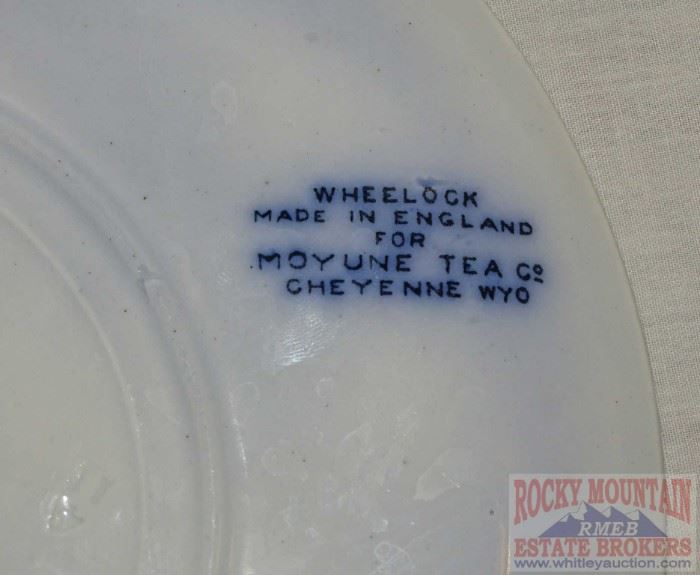 WHEELOCK
MADE IN ENGLAND
FOR
MOYUNE TEA Co
CHEYENNE WYO
ROCKY MOUNTAIN
RMEB
ESTATE BROKERS
www.whitleyauction.com